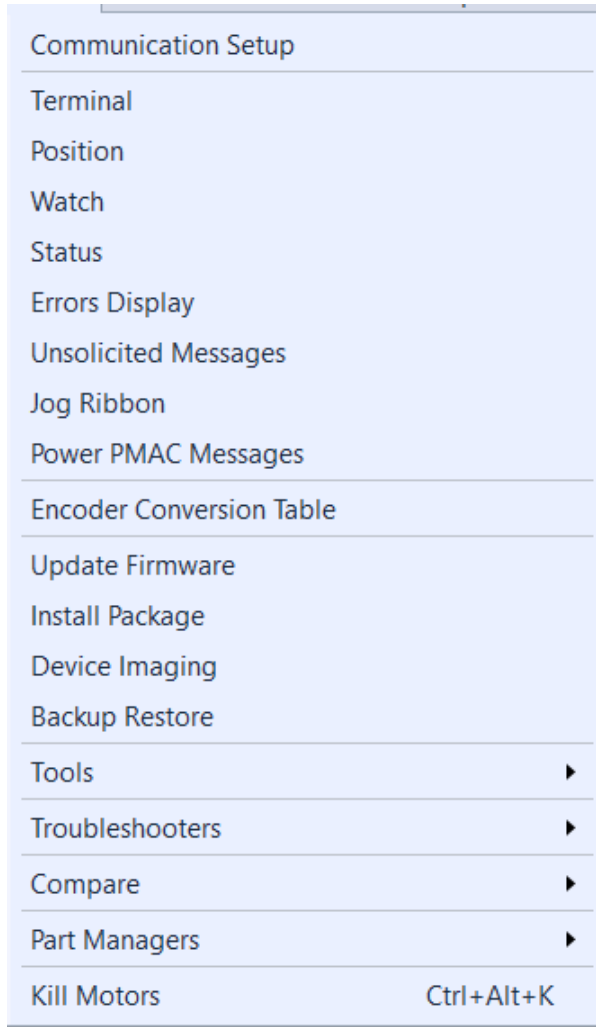 Communication Setup
Terminal
Position
Watch
Status
Errors Display
Unsolicited Messages
Jog Ribbon
Power PMAC Messages
Encoder Conversion Table
Update Firmware
Install Package
Device Imaging
Backup Restore
Tools
Troubleshooters
Compare
Part Managers
Kill Motors Ctrl+Alt+K